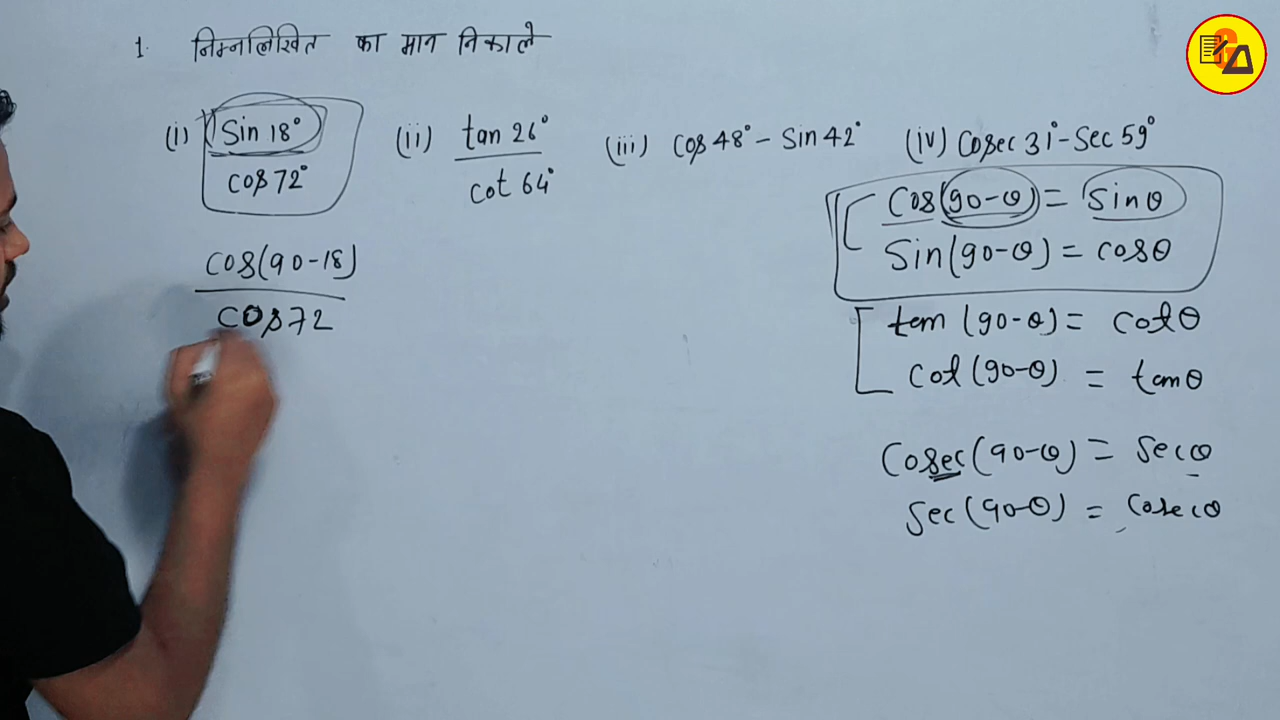 1. निम्नलिखित का मान निकाले
(i) Sin 18° / cos 72° (ii) tan 26° / cot 64° (iii) Cos 48° - Sin 42° (iv) Cosec 31° - Sec 59°
Cos(90-18) / cos 72
Cos(90-θ) = Sinθ
Sin(90-θ) = cosθ
tan (90-θ) = cotθ
cot (90-θ) = tanθ
Cosec(90-θ) = Secθ
Sec(90-θ) = Cosecθ